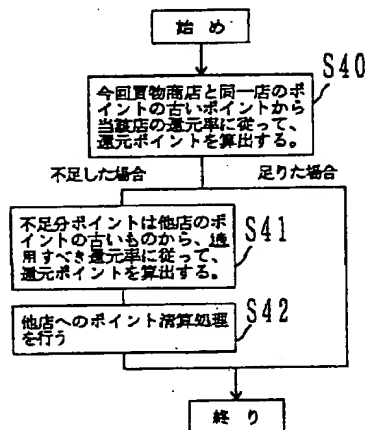 始め
S40
今回買物商店と同一店のポ
イントの古いポイントから
当該店の還元率に従って、
還元ポイントを算出する。
不足した場合
足りた場合
不足分ポイントは他店のポ
イントの古いものから、適
用すべき還元率に従って、
還元ポイントを算出する。
S41
他店へのポイント清算処理
を行う
S42
終り